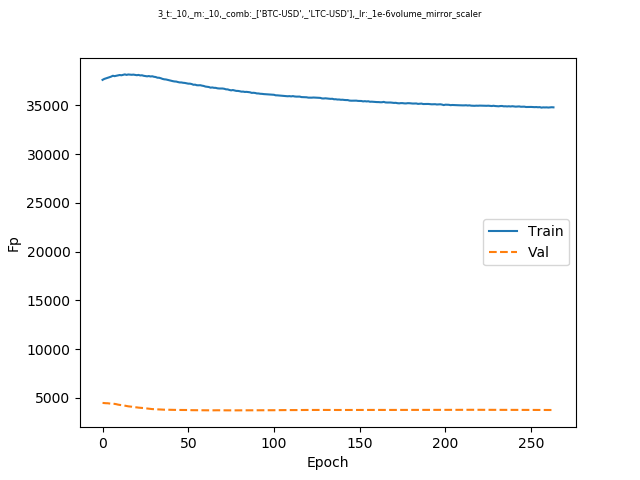 3_t:_10,_m:_10,_comb:_['BTC-USD',_'LTC-USD'],_lr:_1e-6volume_mirror_scaler
35000
30000
25000
20000
15000
10000
5000
Fp
Train
Val
0 50 100 150 200 250
Epoch